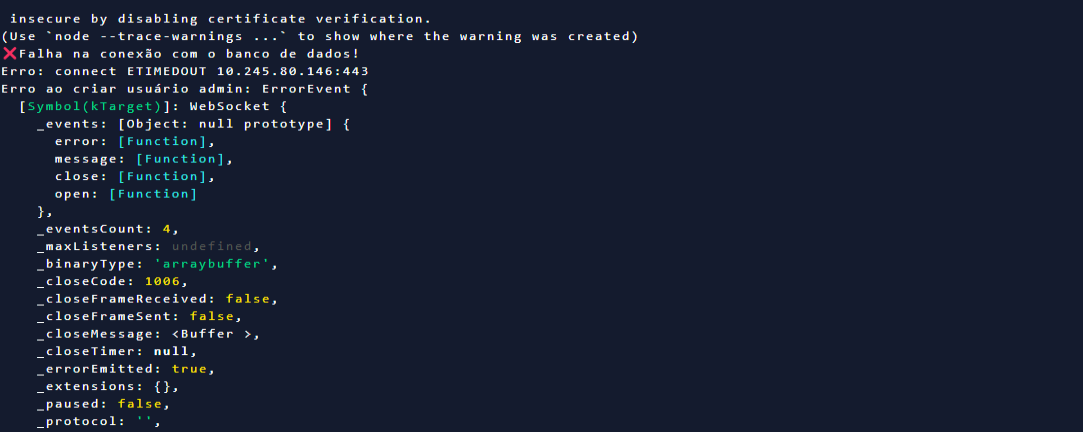 insecure by disabling certificate verification.
(Use `node --trace-warnings ...` to show where the warning was created)
❌Falha na conexão com o banco de dados!
Erro: connect ETIMEDOUT 10.245.80.146:443
Erro ao criar usuário admin: ErrorEvent {
  [Symbol(kTarget)]: WebSocket {
    _events: [Object: null prototype] {
      error: [Function],
      message: [Function],
      close: [Function],
      open: [Function]
    },
    _eventsCount: 4,
    _maxListeners: undefined,
    _binaryType: 'arraybuffer',
    _closeCode: 1006,
    _closeFrameReceived: false,
    _closeFrameSent: false,
    _closeMessage: <Buffer >,
    _closeTimer: null,
    _errorEmitted: true,
    _extensions: {},
    _paused: false,
    _protocol: '',